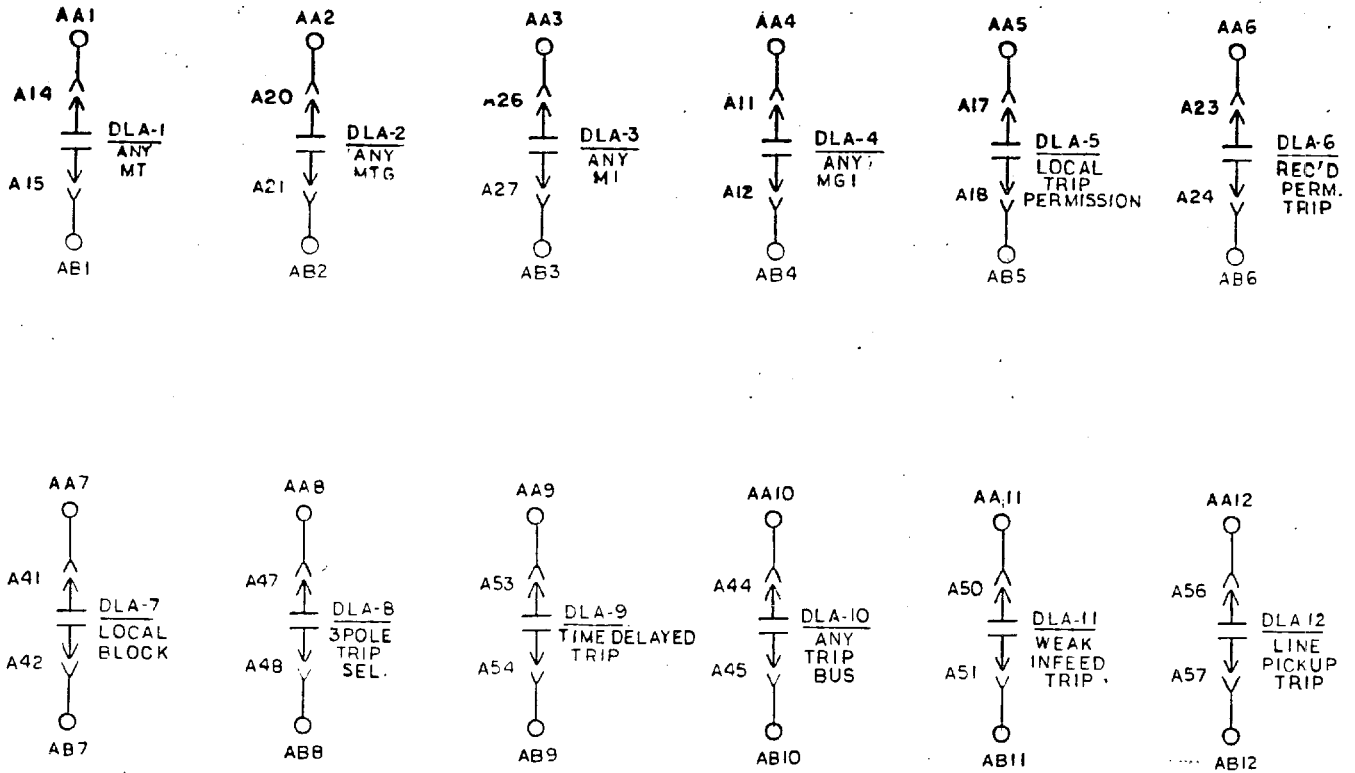 AA1
A14
DLA-1
ANY
MT
A15
AB1
AA2
A20
DLA-2
ANY
MTG
A21
AB2
AA3
A26
DLA-3
ANY
MI
A27
AB3
AA4
A11
DLA-4
ANY
MGI
A12
AB4
AA5
A17
DLA-5
LOCAL
TRIP
PERMISSION
A18
AB5
AA6
A23
DLA-6
REC'D
PERM.
TRIP
A24
AB6
AA7
A41
DLA-7
LOCAL
BLOCK
A42
AB7
AA8
A47
DLA-8
3POLE
TRIP
SEL.
A48
AB8
AA9
A53
DLA-9
TIME DELAYED
TRIP
A54
AB9
AA10
A44
DLA-10
ANY
TRIP
BUS
A45
AB10
AA11
A50
DLA-11
WEAK
INFEED
TRIP
A51
AB11
AA12
A56
DLA 12
LINE
PICKUP
TRIP
A57
AB12